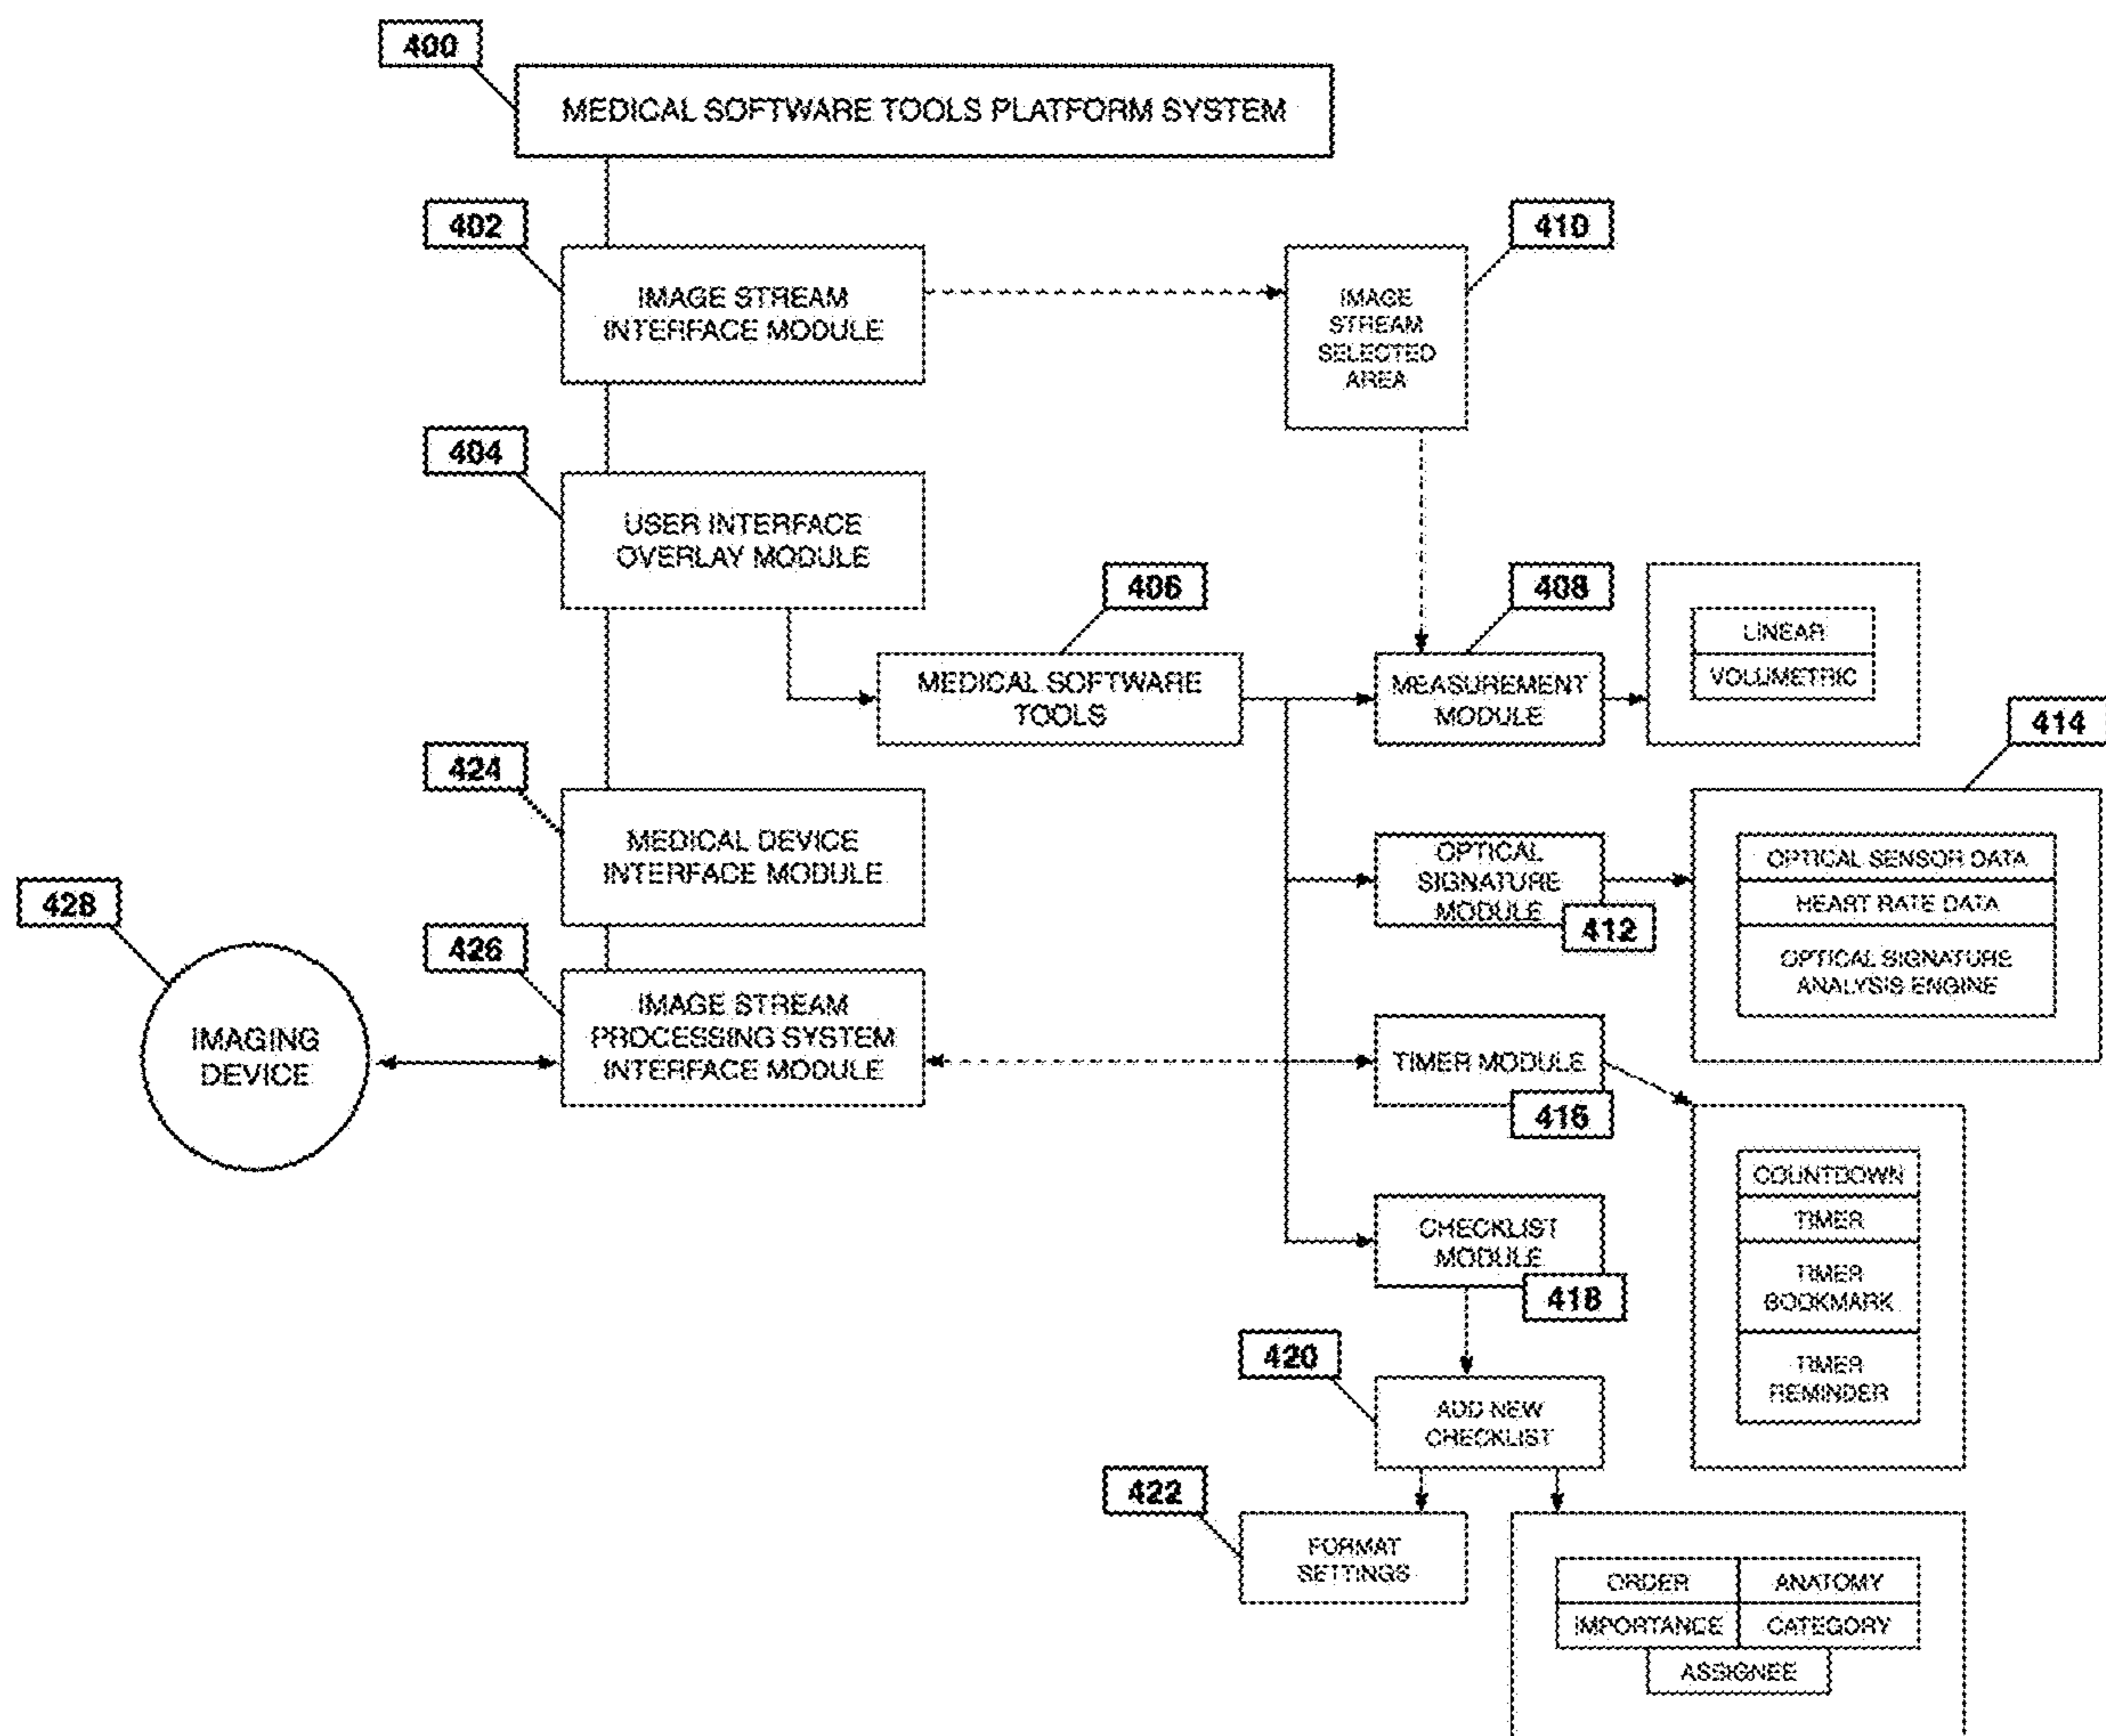 400
MEDICAL SOFTWARE TOOLS PLATFORM SYSTEM
402
IMAGE STREAM
INTERFACE MODULE
410
IMAGE
STREAM
SELECTED
AREA
404
USER INTERFACE
OVERLAY MODULE
406
MEDICAL SOFTWARE
TOOLS
408
MEASUREMENT
MODULE
LINEAR
VOLUMETRIC
414
424
MEDICAL DEVICE
INTERFACE MODULE
OPTICAL
SIGNATURE
MODULE
412
OPTICAL SENSOR DATA
HEART RATE DATA
OPTICAL SIGNATURE
ANALYSIS ENGINE
428
IMAGING
DEVICE
426
IMAGE STREAM
PROCESSING SYSTEM
INTERFACE MODULE
TIMER MODULE
416
COUNTDOWN
TIMER
TIMER
BOOKMARK
TIMER
REMINDER
CHECKLIST
MODULE
418
420
ADD NEW
CHECKLIST
422
FORMAT
SETTINGS
ORDER
ANATOMY
IMPORTANCE
CATEGORY
ASSIGNEE